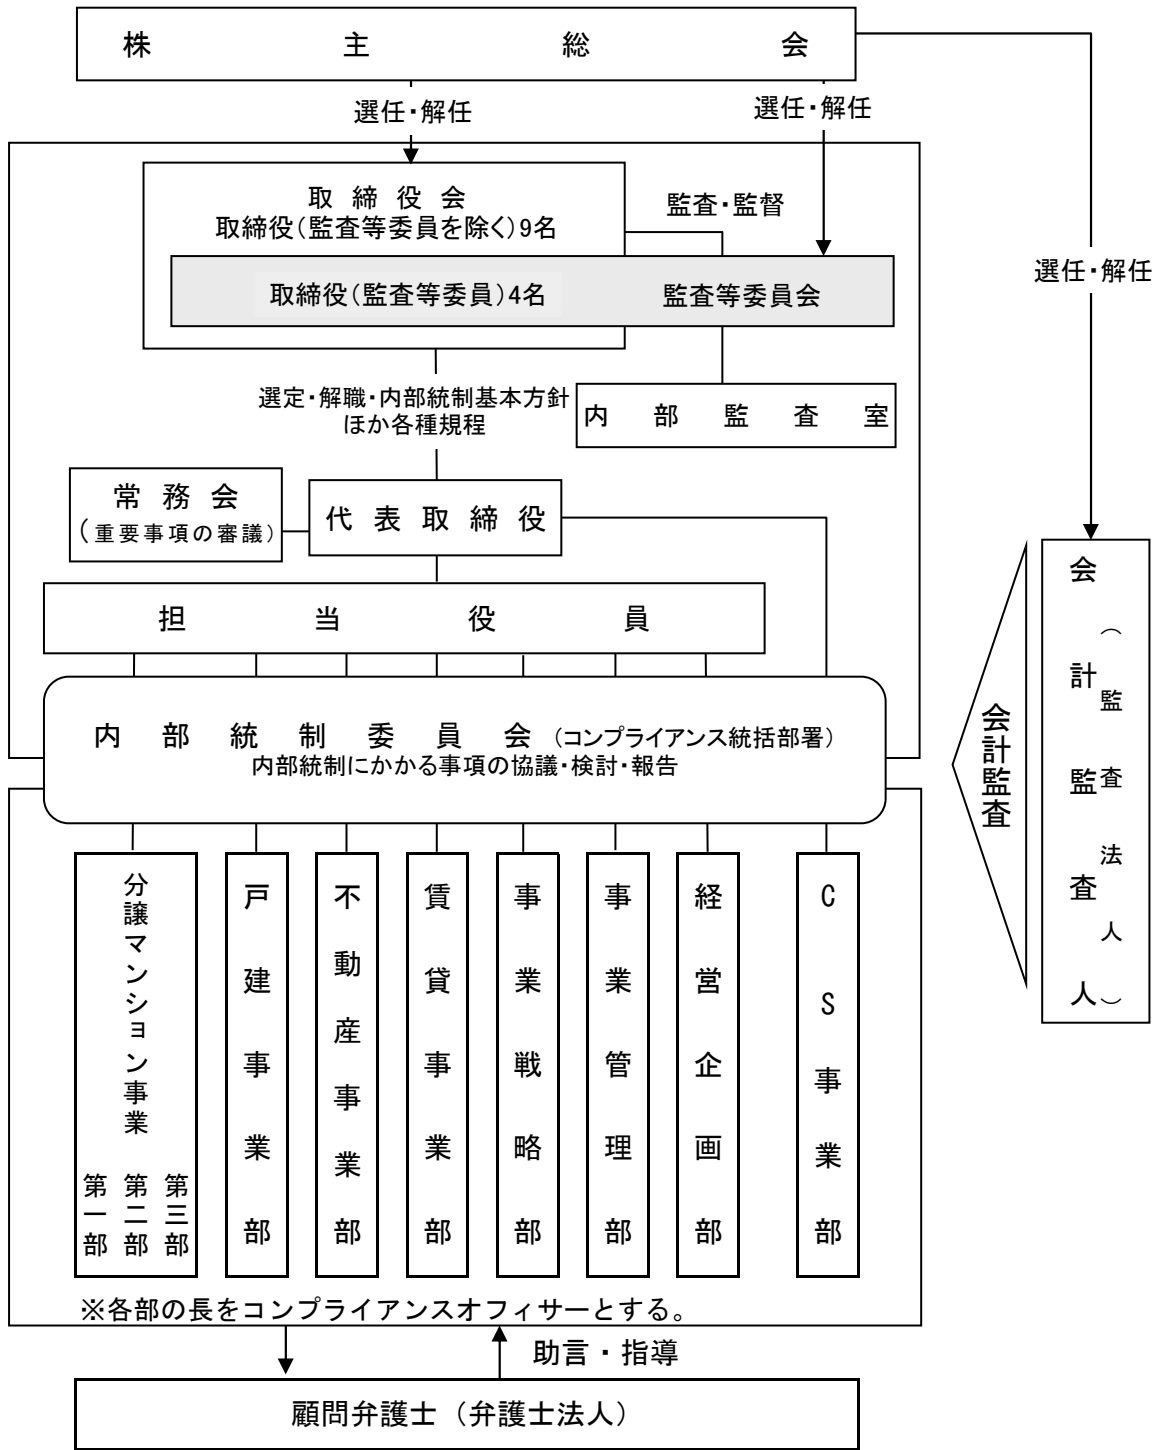 株主総会
選任・解任
選任・解任
選任・解任
取締役会
取締役(監査等委員を除く)9名
監査・監督
取締役(監査等委員)4名
監査等委員会
選定・解職・内部統制基本方針
ほか各種規程
内部監査室
常務会
(重要事項の審議)
代表取締役
担当役員
内部統制委員会(コンプライアンス統括部署)
内部統制にかかる事項の協議・検討・報告
会計監査
会計監査人
(監査法人)
分譲マンション事業
第一部
第二部
第三部
戸建事業部
不動産事業部
賃貸事業部
事業戦略部
事業管理部
経営企画部
CS事業部
※各部の長をコンプライアンスオフィサーとする。
助言・指導
顧問弁護士(弁護士法人)